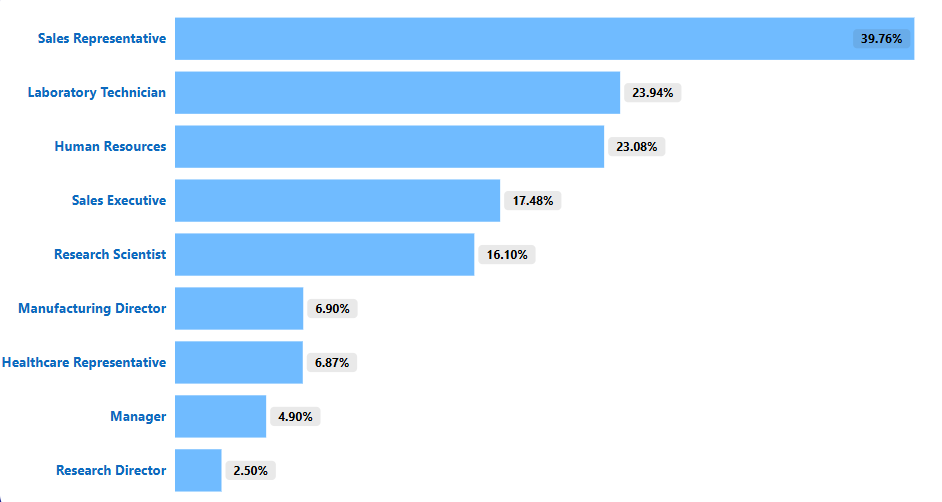 Sales Representative 39.76%
Laboratory Technician 23.94%
Human Resources 23.08%
Sales Executive 17.48%
Research Scientist 16.10%
Manufacturing Director 6.90%
Healthcare Representative 6.87%
Manager 4.90%
Research Director 2.50%